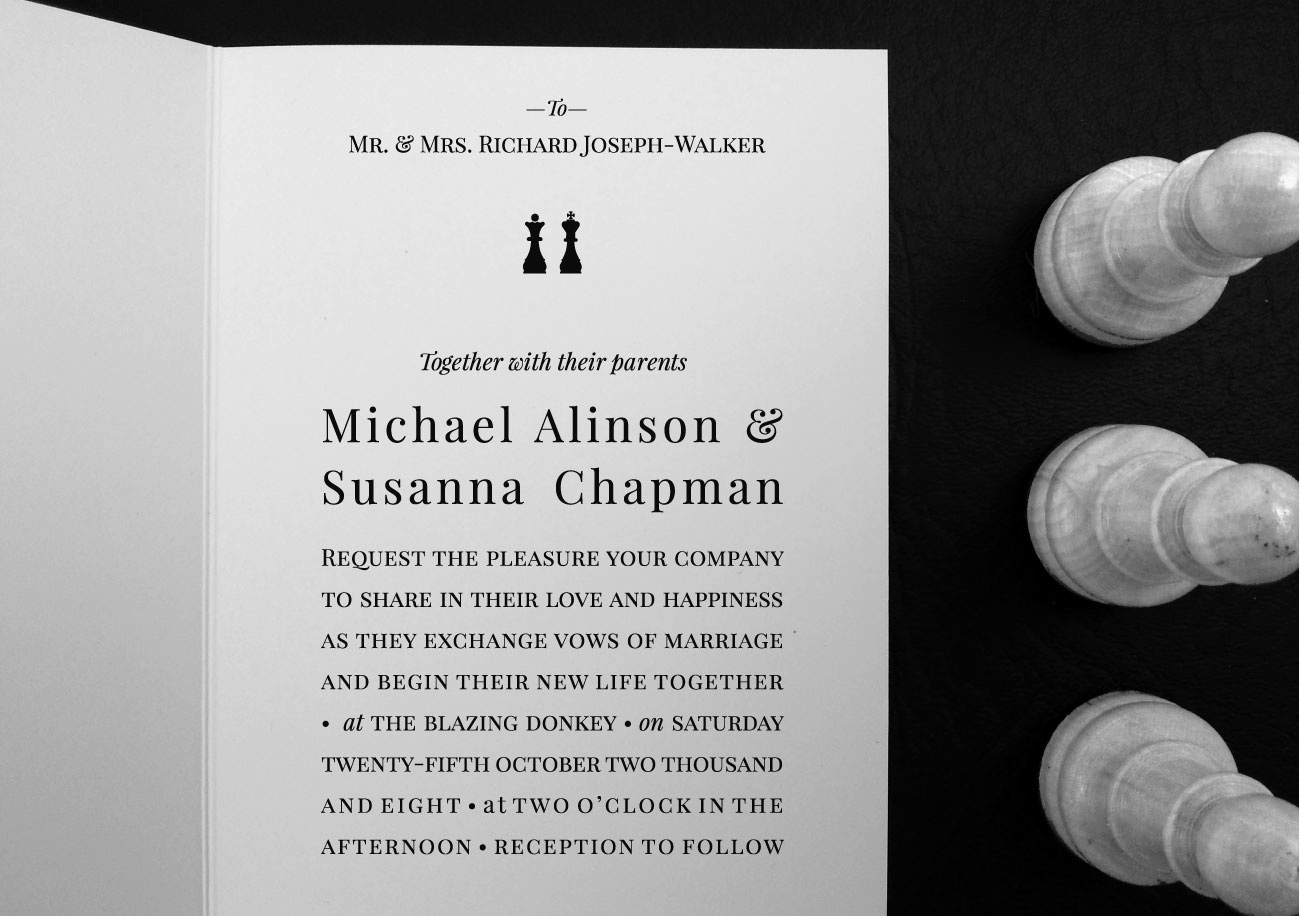 —To—
Mr. & Mrs. Richard Joseph-Walker
Together with their parents
Michael Alinson &
Susanna Chapman
Request the pleasure your company
to share in their love and happiness
as they exchange vows of marriage
and begin their new life together
• at the blazing donkey • on saturday
twenty-fifth october two thousand
and eight • at two o’clock in the
afternoon • reception to follow